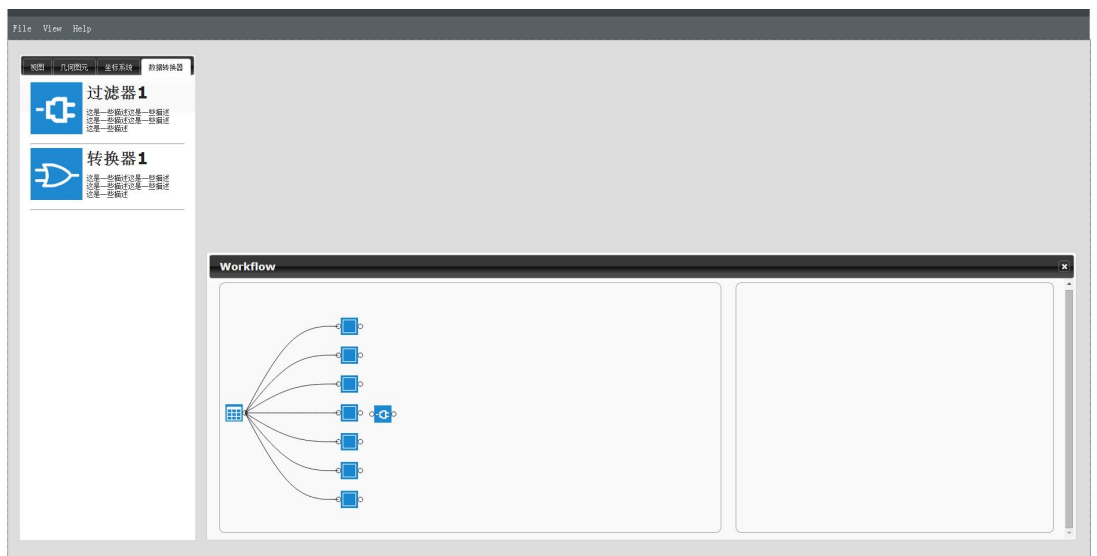 File View Help
视图 几何图元 坐标系统 数据转换器
过滤器1
这是一些描述这是一些描述
这是一些描述这是一些描述
这是一些描述
转换器1
这是一些描述这是一些描述
这是一些描述这是一些描述
这是一些描述
Workflow